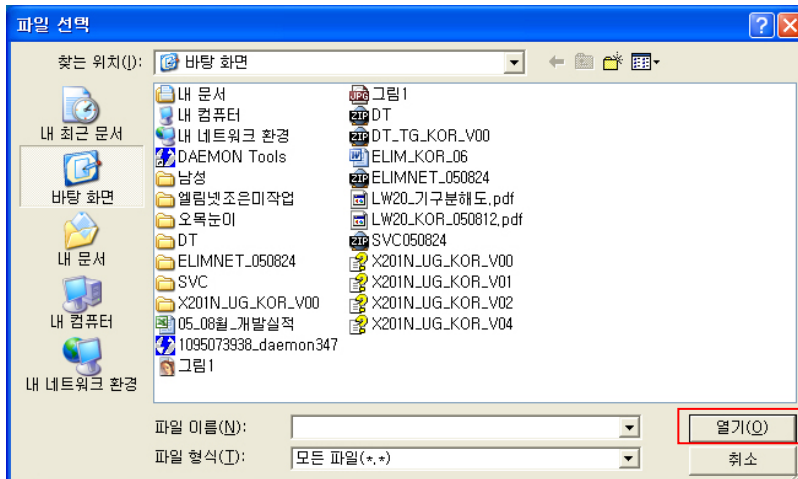 파일 선택
찾는 위치(I):
바탕 화면
내 최근 문서
바탕 화면
내 문서
내 컴퓨터
내 네트워크 환경
내 문서
내 컴퓨터
내 네트워크 환경
DAEMON Tools
남성
엘림넷조은미작업
오목눈이
DT
ELIMNET_050824
SVC
X201N_UG_KOR_V00
05_08월_개발실적
1095073938_daemon347
그림1
그림1
DT
DT_TG_KOR_V00
ELIM_KOR_06
ELIMNET_050824
LW20_기구분해도.pdf
LW20_KOR_050812.pdf
SVC050824
X201N_UG_KOR_V00
X201N_UG_KOR_V01
X201N_UG_KOR_V02
X201N_UG_KOR_V04
파일 이름(N):
열기(O)
파일 형식(T):
모든 파일(*.*)
취소